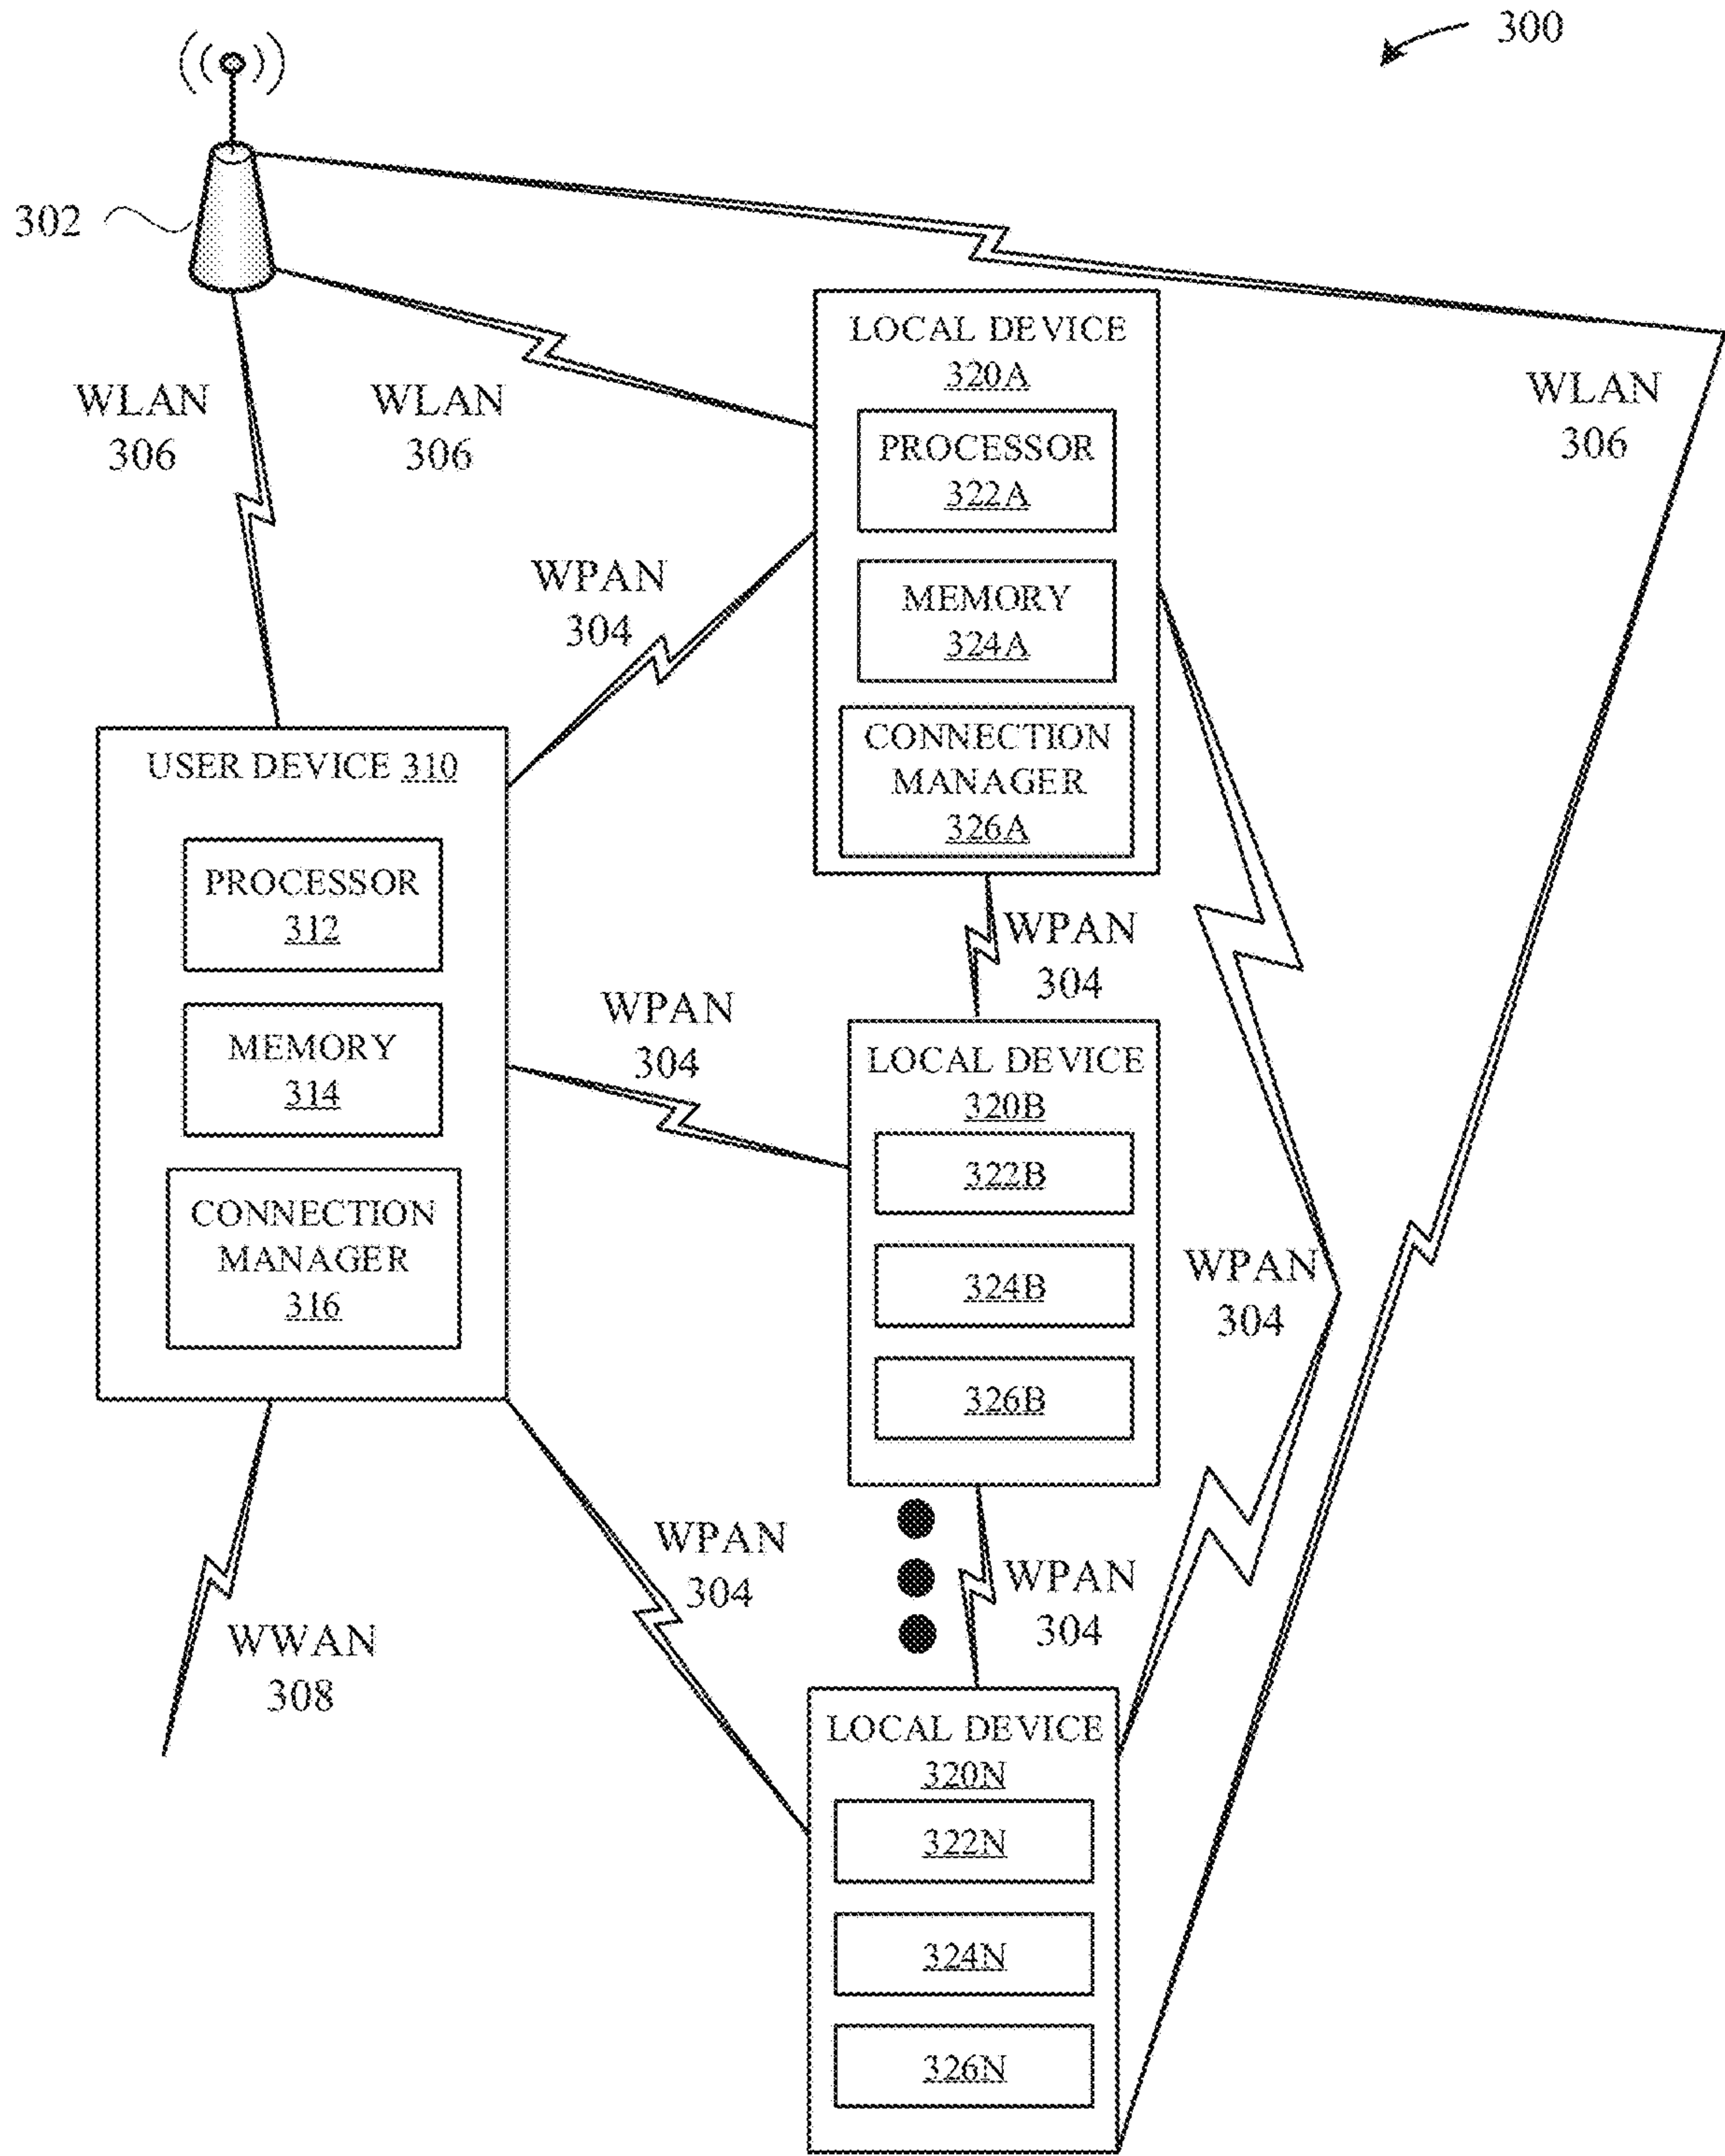 300
302
WLAN
306
WLAN
306
WLAN
306
LOCAL DEVICE
320A
PROCESSOR
322A
MEMORY
324A
CONNECTION
MANAGER
326A
WPAN
304
USER DEVICE 310
PROCESSOR
312
MEMORY
314
CONNECTION
MANAGER
316
WPAN
304
WPAN
304
LOCAL DEVICE
320B
322B
324B
326B
WPAN
304
WPAN
304
WPAN
304
WWAN
308
LOCAL DEVICE
320N
322N
324N
326N